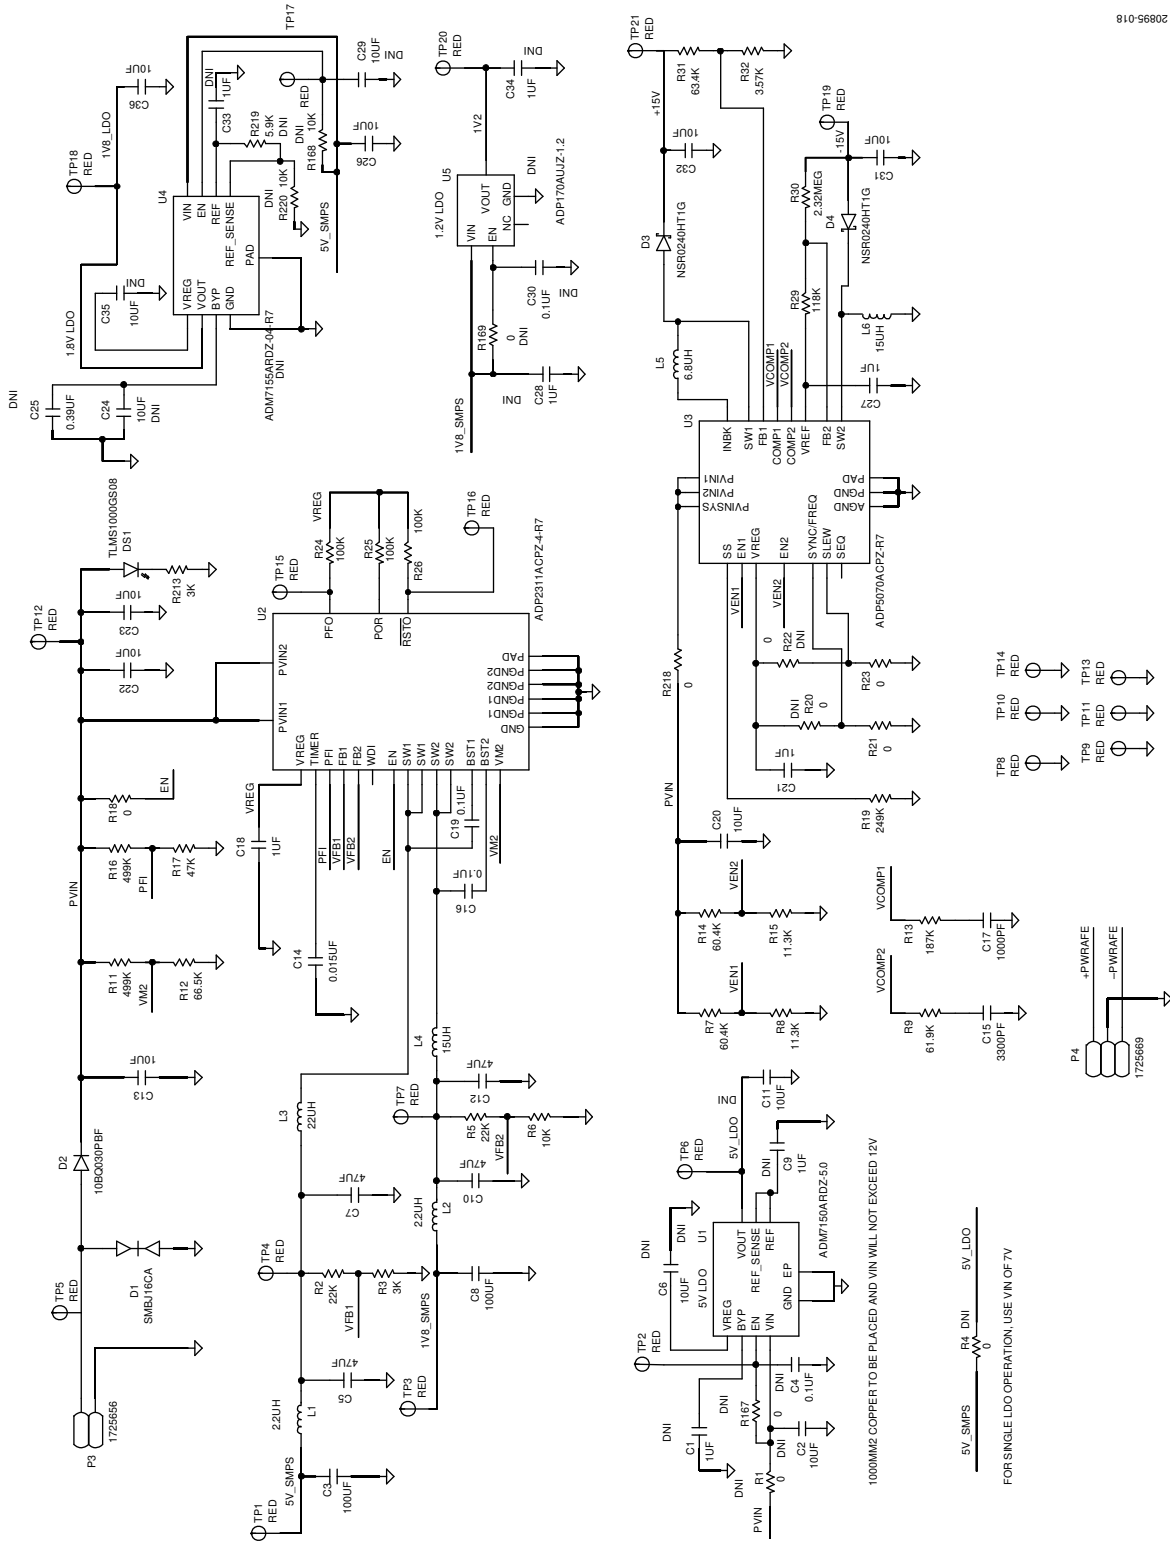 P3
1725656
TP5
RED
D1
SMBJ16CA
D2
10BQ030PBF
C13
10UF
PVIN
R11
499K
VM2
R12
66.5K
R16
499K
PFI
R17
47K
R18
0
EN
TP12
RED
C22
10UF
C23
10UF
TLMS1000GS08
DS1
R213
3K
TP1
RED
5V_SMPS
C3
100UF
2.2UH
L1
C5
47UF
TP4
RED
R2
22K
VFB1
R3
3K
C7
47UF
L3
22UH
TP3
RED
1V8_SMPS
C8
100UF
2.2UH
L2
C10
47UF
TP7
RED
R5
22K
VFB2
R6
10K
C12
47UF
L4
15UH
C14
0.015UF
C18
1UF
VREG
C16
0.1UF
C19
0.1UF
PFI
VFB1
VFB2
EN
VM2
U2
ADP2311ACPZ-4-R7
PVIN1
PVIN2
VREG
TIMER
PFI
FB1
FB2
WDI
EN
SW1
SW1
SW2
SW2
BST1
BST2
VM2
GND
PGND1
PGND1
PGND2
PGND2
PAD
PFO
POR
RSTO
TP15
RED
R24
100K
VREG
R25
100K
R26
100K
TP16
RED
DNI
C25
0.39UF
C24
10UF
DNI
1.8V LDO
C35
10UF
DNI
TP18
RED
1V8_LDO
C36
10UF
U4
ADM7155ARDZ-04-R7
DNI
VREG
VOUT
BYP
GND
VIN
EN
REF
REF_SENSE
PAD
DNI
C33
1UF
R219
5.9K
DNI
DNI
R220
10K
DNI
R168
10K
5V_SMPS
TP17
RED
C29
10UF
DNI
C26
10UF
1V8_SMPS
DNI
C28
1UF
R169
0
DNI
C30
0.1UF
DNI
1.2V LDO
U5
VIN
EN
NC
VOUT
GND
DNI
ADP170AUJZ-1.2
1V2
TP20
RED
C34
1UF
DNI
TP2
RED
DNI
C1
1UF
DNI
PVIN
R1
0
DNI
C2
10UF
DNI
R167
0
DNI
C4
0.1UF
DNI
C6
10UF
DNI
U1
5V LDO
VREG
BYP
EN
VIN
VOUT
REF_SENSE
REF
GND
EP
ADM7150ARDZ-5.0
DNI
C9
1UF
TP6
RED
5V_LDO
DNI
C11
10UF
1000MM2 COPPER TO BE PLACED AND VIN WILL NOT EXCEED 12V
5V_SMPS
R4
DNI
0
5V_LDO
FOR SINGLE LDO OPERATION, USE VIN OF 7V
R7
60.4K
VEN1
R8
11.3K
R14
60.4K
VEN2
R15
11.3K
C20
10UF
PVIN
R218
0
VCOMP2
R9
61.9K
C15
3300PF
VCOMP1
R13
187K
C17
1000PF
P4
1725669
+PWRAFE
–PWRAFE
R19
249K
C21
1UF
R20
0
DNI
R21
0
R22
DNI
0
R23
0
VEN1
VEN2
U3
ADP5070ACPZ-R7
SS
EN1
VREG
EN2
SYNC/FREQ
SLEW
SEQ
PVIN1
PVIN2
PVINSYS
AGND
PGND
PAD
INBK
SW1
FB1
COMP1
COMP2
VREF
FB2
SW2
VCOMP1
VCOMP2
L5
6.8UH
C27
1UF
R29
118K
L6
15UH
D3
NSR0240HT1G
C32
10UF
+15V
TP21
RED
R31
63.4K
R32
3.57K
R30
2.32MEG
D4
NSR0240HT1G
C31
10UF
-15V
TP19
RED
TP8
RED
TP10
RED
TP14
RED
TP9
RED
TP11
RED
TP13
RED
20895-018